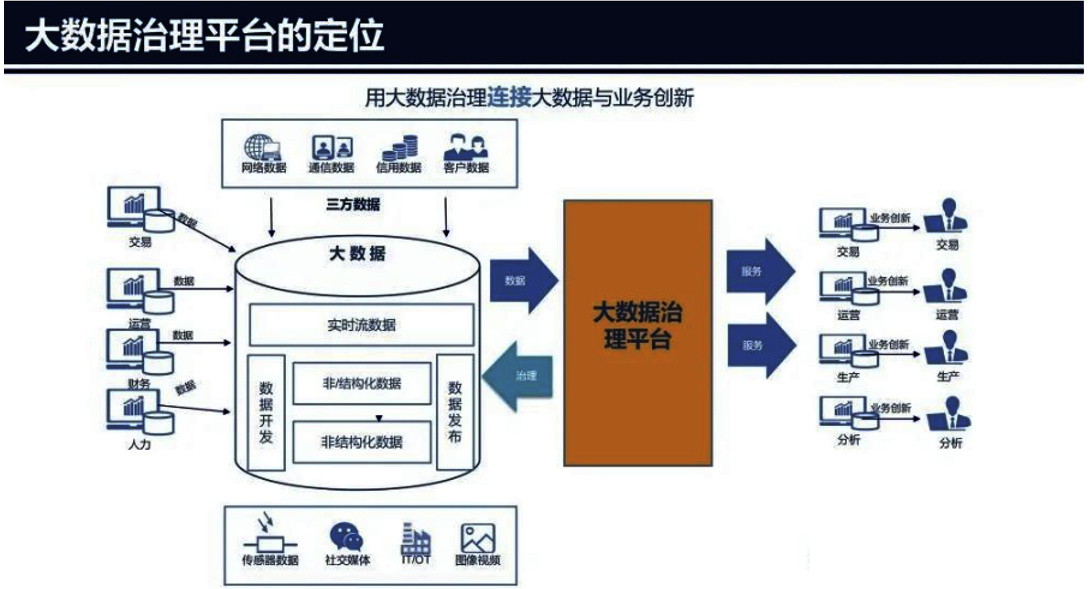 大数据治理平台的定位
用大数据治理连接大数据与业务创新
网络数据
通信数据
信用数据
客户数据
三方数据
交易
数据
运营
数据
财务
数据
人力
数据
大数据
实时流数据
数据开发
非/结构化数据
非结构化数据
数据发布
数据
治理
大数据治
理平台
服务
服务
交易
业务创新
交易
运营
业务创新
运营
生产
业务创新
生产
分析
业务创新
分析
传感器数据
社交媒体
IT/OT
图像视频